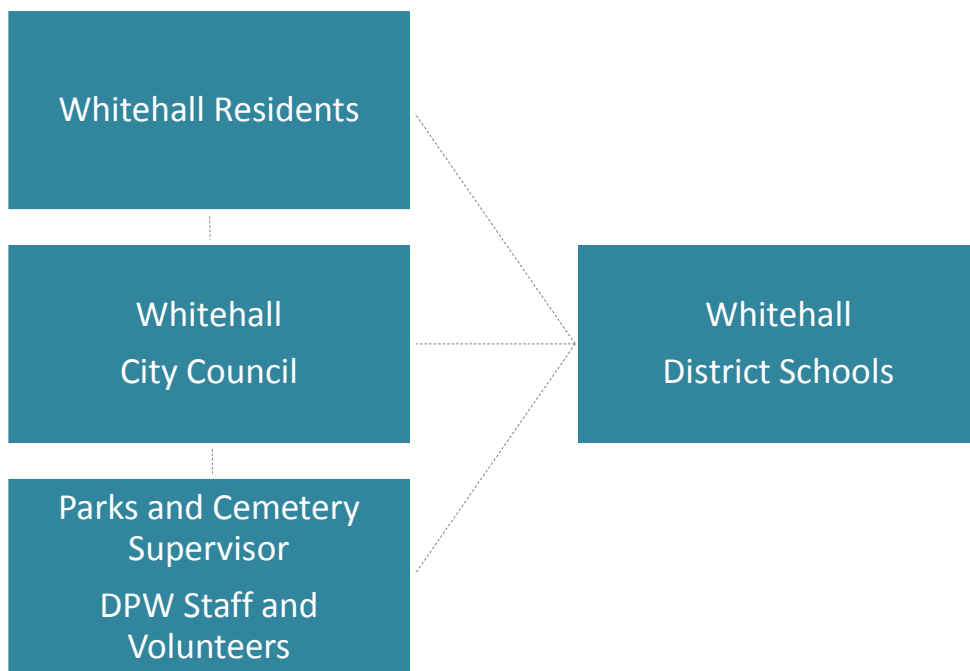 Whitehall Residents
Whitehall
City Council
Whitehall
District Schools
Parks and Cemetery
Supervisor
DPW Staff and
Volunteers